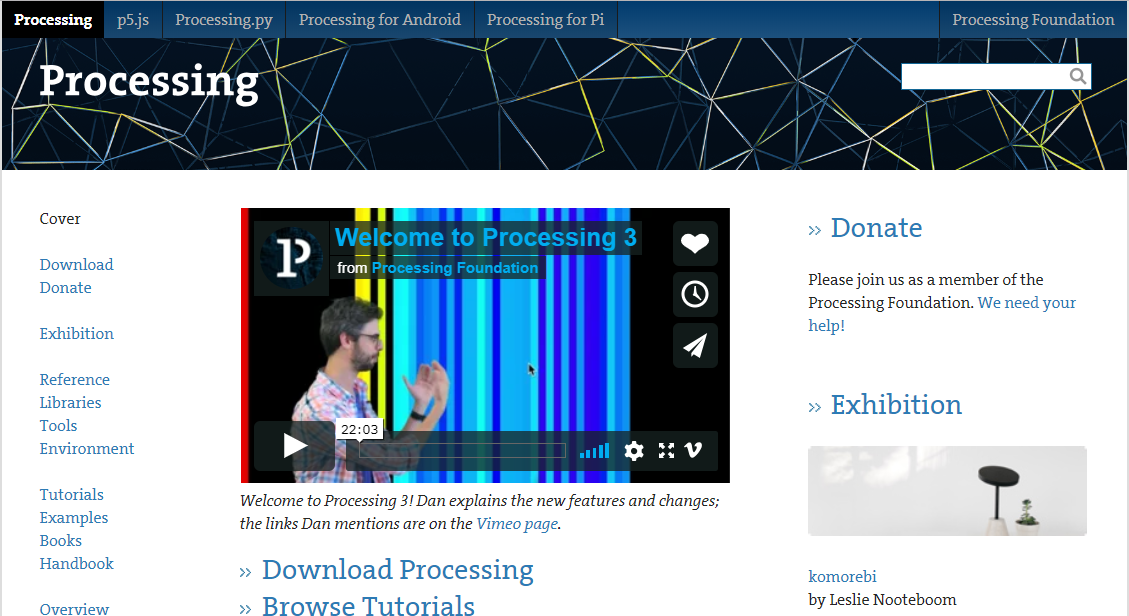 Processing
p5.js
Processing.py
Processing for Android
Processing for Pi
Processing Foundation
Processing
Cover
Download
Donate
Exhibition
Reference
Libraries
Tools
Environment
Tutorials
Examples
Books
Handbook
Overview
P
Welcome to Processing 3
from Processing Foundation
22:03
Welcome to Processing 3! Dan explains the new features and changes;
the links Dan mentions are on the Vimeo page.
» Download Processing
» Browse Tutorials
» Donate
Please join us as a member of the
Processing Foundation. We need your
help!
» Exhibition
komorebi
by Leslie Nooteboom